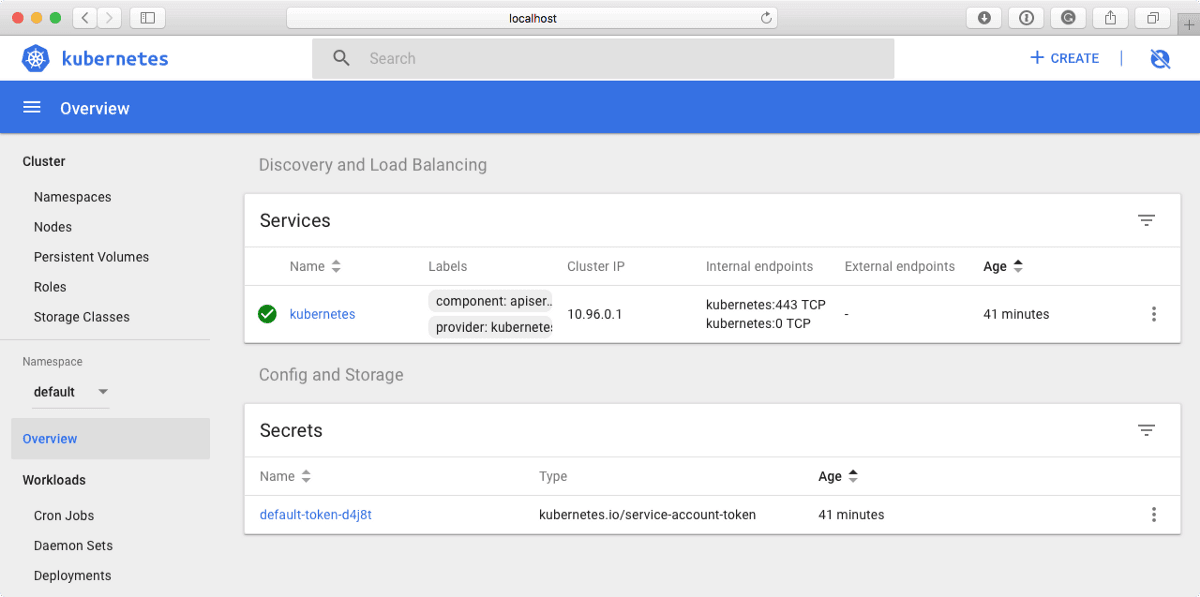 localhost
kubernetes
Search
CREATE
Overview
Cluster
Namespaces
Nodes
Persistent Volumes
Roles
Storage Classes
Namespace
default
Overview
Workloads
Cron Jobs
Daemon Sets
Deployments
Discovery and Load Balancing
Services
Name Labels Cluster IP Internal endpoints External endpoints Age
kubernetes component: apiser.. 10.96.0.1 kubernetes:443 TCP - 41 minutes
provider: kubernetes kubernetes:0 TCP
Config and Storage
Secrets
Name Type Age
default-token-d4j8t kubernetes.io/service-account-token 41 minutes